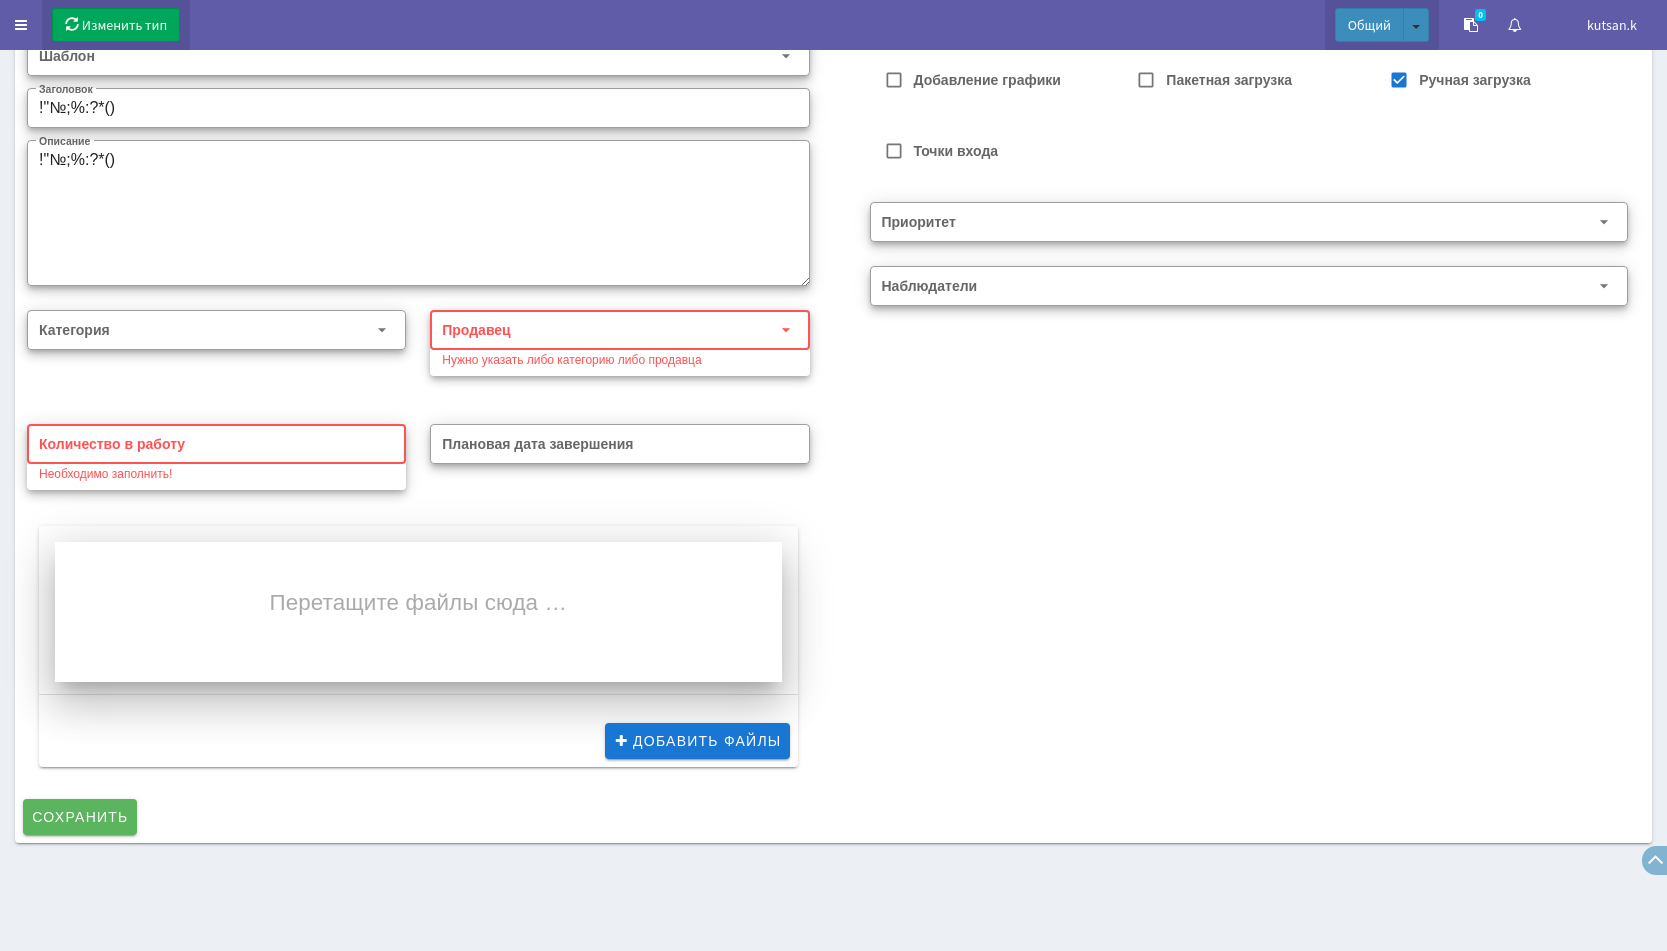 Изменить тип
Общий
0
kutsan.k
Шаблон
Заголовок
!"№;%:?*()
Описание
!"№;%:?*()
Категория
Продавец
Нужно указать либо категорию либо продавца
Количество в работу
Необходимо заполнить!
Плановая дата завершения
Перетащите файлы сюда …
ДОБАВИТЬ ФАЙЛЫ
СОХРАНИТЬ
Добавление графики
Пакетная загрузка
Ручная загрузка
Точки входа
Приоритет
Наблюдатели